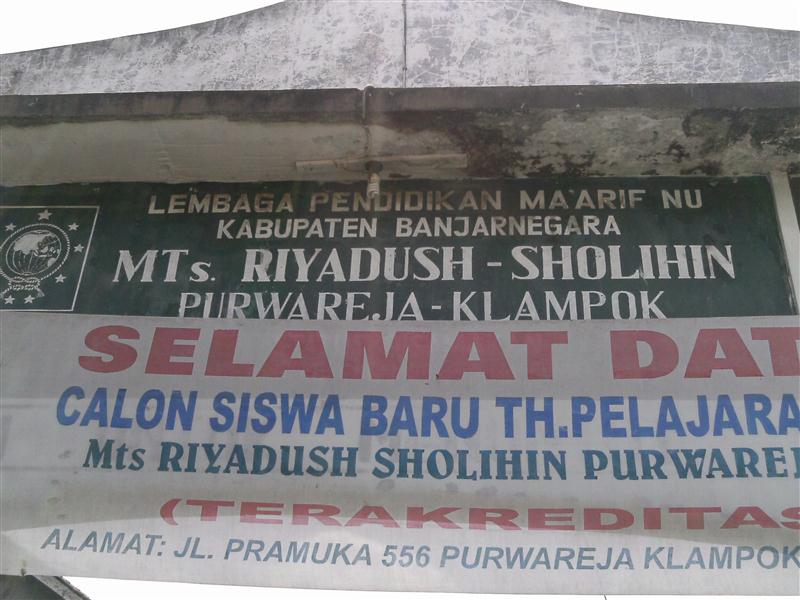 LEMBAGA PENDIDIKAN MA'ARIF NU
KABUPATEN BANJARNEGARA
MTs. RIYADUSH - SHOLIHIN
PURWAREJA - KLAMPOK
SELAMAT DAT
CALON SISWA BARU TH.PELAJARA
Mts RIYADUSH SHOLIHIN PURWAREJ
(TERAKREDITAS
ALAMAT: JL. PRAMUKA 556 PURWAREJA KLAMPOK